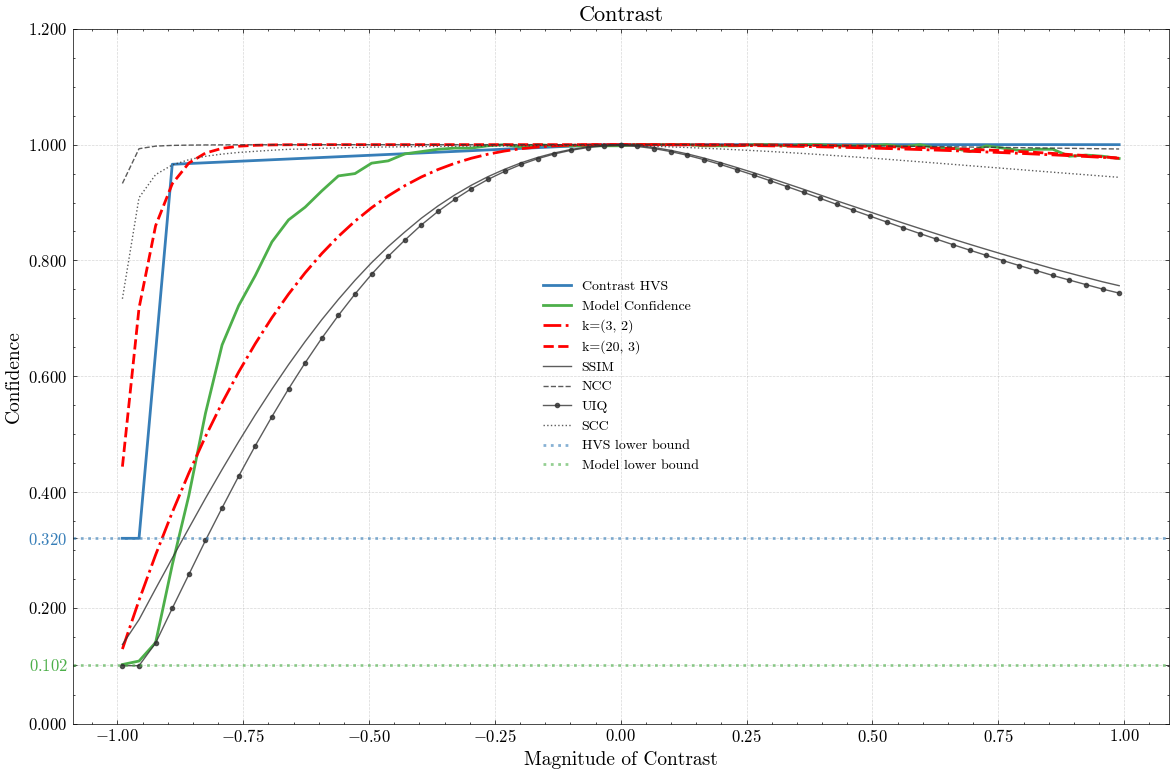 Contrast
1.200
1.000
0.800
0.600
0.400
0.320
0.200
0.102
0.000
Confidence
Contrast HVS
Model Confidence
k=(3, 2)
k=(20, 3)
SSIM
NCC
UIQ
SCC
HVS lower bound
Model lower bound
−1.00 −0.75 −0.50 −0.25 0.00 0.25 0.50 0.75 1.00
Magnitude of Contrast